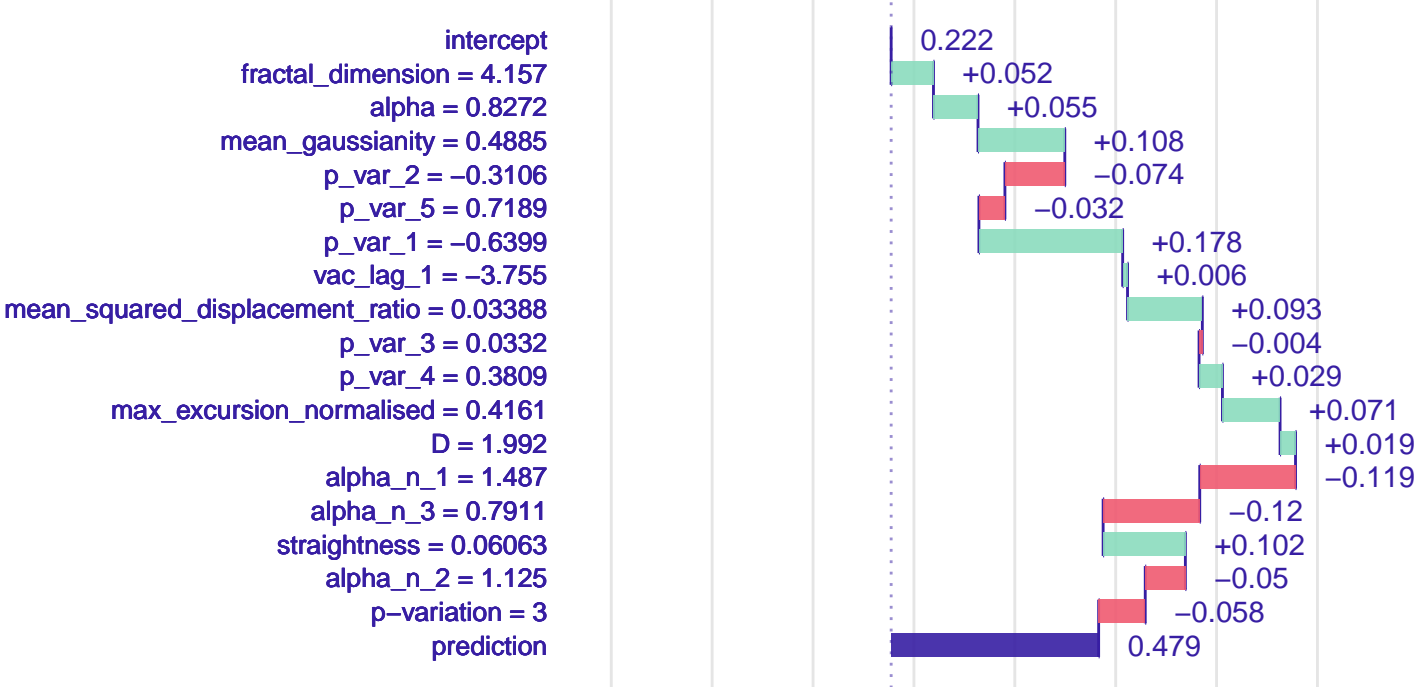 intercept 0.222
fractal_dimension = 4.157 +0.052
alpha = 0.8272 +0.055
mean_gaussianity = 0.4885 +0.108
p_var_2 = −0.3106 −0.074
p_var_5 = 0.7189 −0.032
p_var_1 = −0.6399 +0.178
vac_lag_1 = −3.755 +0.006
mean_squared_displacement_ratio = 0.03388 +0.093
p_var_3 = 0.0332 −0.004
p_var_4 = 0.3809 +0.029
max_excursion_normalised = 0.4161 +0.071
D = 1.992 +0.019
alpha_n_1 = 1.487 −0.119
alpha_n_3 = 0.7911 −0.12
straightness = 0.06063 +0.102
alpha_n_2 = 1.125 −0.05
p−variation = 3 −0.058
prediction 0.479